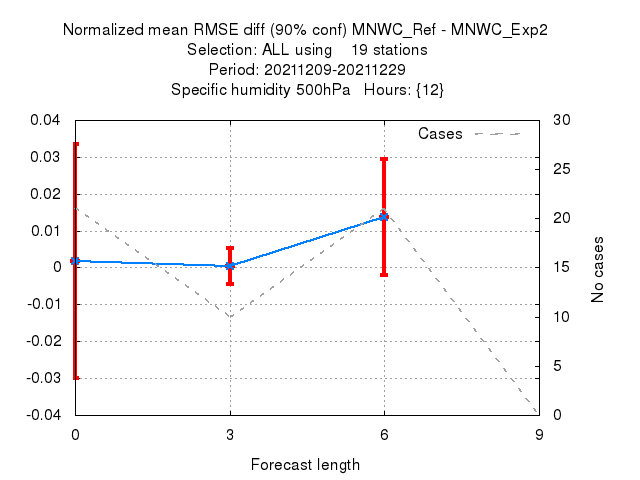 Normalized mean RMSE diff (90% conf) MNWC_Ref - MNWC_Exp2
Selection: ALL using    19 stations
Period: 20211209-20211229
Specific humidity 500hPa   Hours: {12}
Cases
0.04
0.03
0.02
0.01
0
-0.01
-0.02
-0.03
-0.04
30
25
20
15
10
5
0
No cases
0 3 6 9
Forecast length